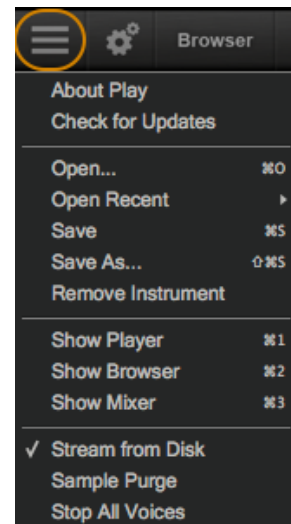 Browser
About Play
Check for Updates
Open... ⌘O
Open Recent ▸
Save ⌘S
Save As... ⇧⌘S
Remove Instrument
Show Player ⌘1
Show Browser ⌘2
Show Mixer ⌘3
✓ Stream from Disk
Sample Purge
Stop All Voices